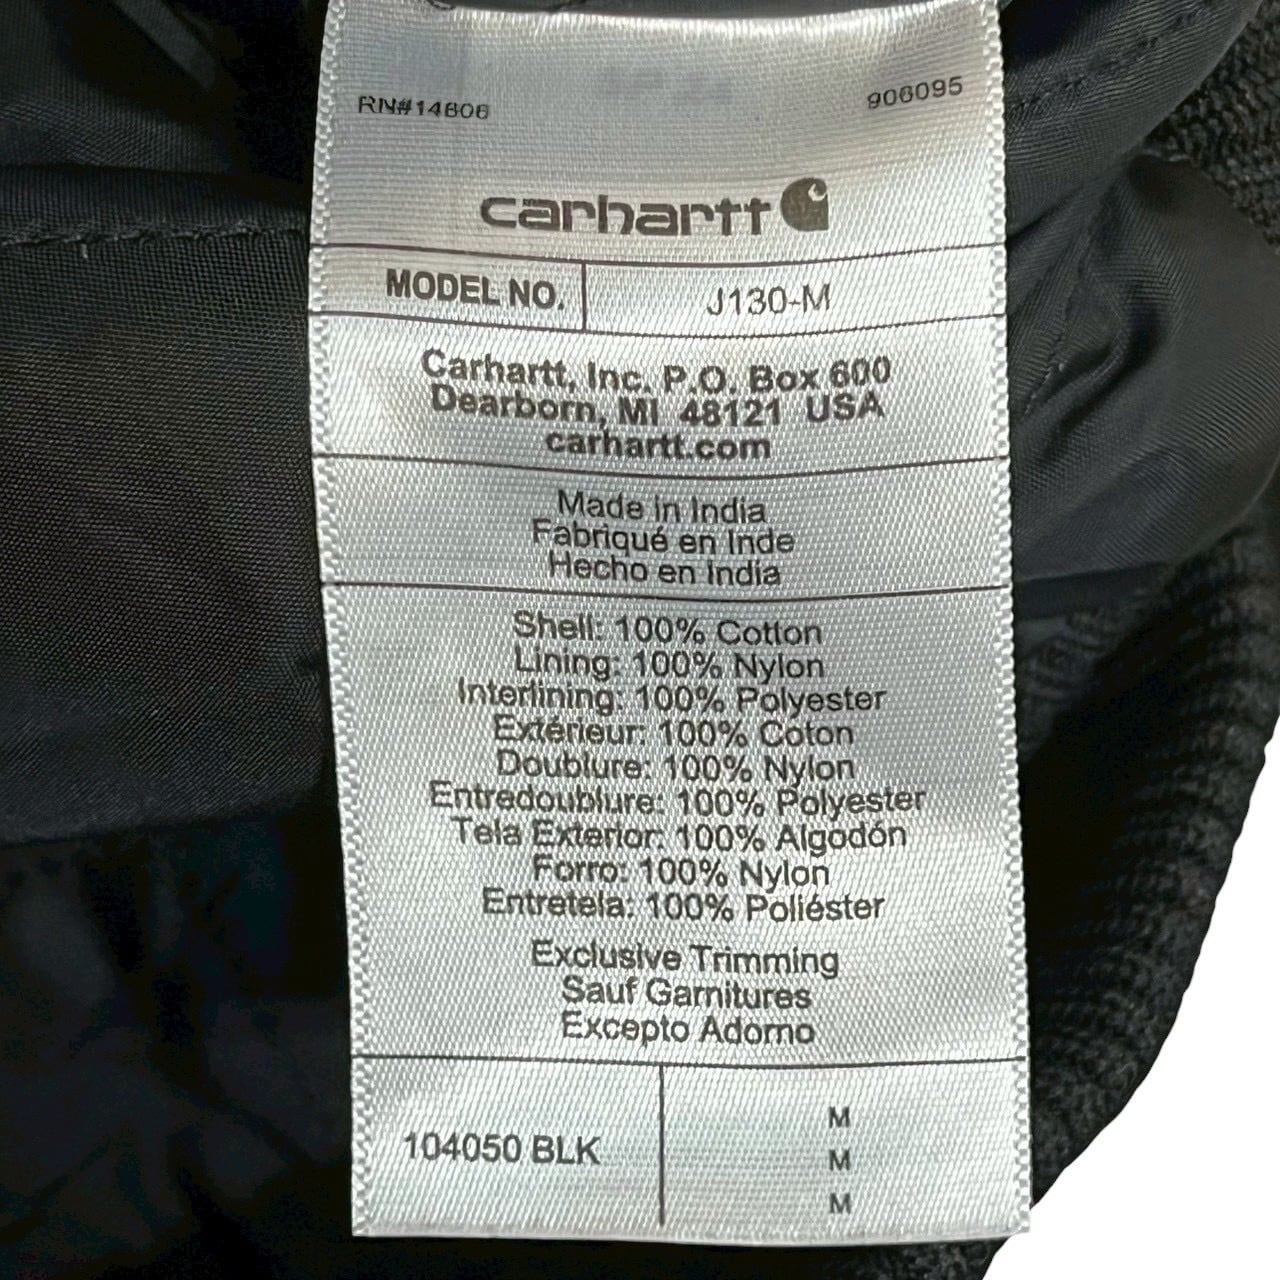 RN#14806
906095
carhartt
MODEL NO.
J130-M
Carhartt, Inc. P.O. Box 600
Dearborn, MI 48121 USA
carhartt.com
Made in India
Fabriqué en Inde
Hecho en India
Shell: 100% Cotton
Lining: 100% Nylon
Interlining: 100% Polyester
Extérieur: 100% Coton
Doublure: 100% Nylon
Entredoublure: 100% Polyester
Tela Exterior: 100% Algodón
Forro: 100% Nylon
Entretela: 100% Poliéster
Exclusive Trimming
Sauf Garnitures
Excepto Adorno
104050 BLK
M
M
M